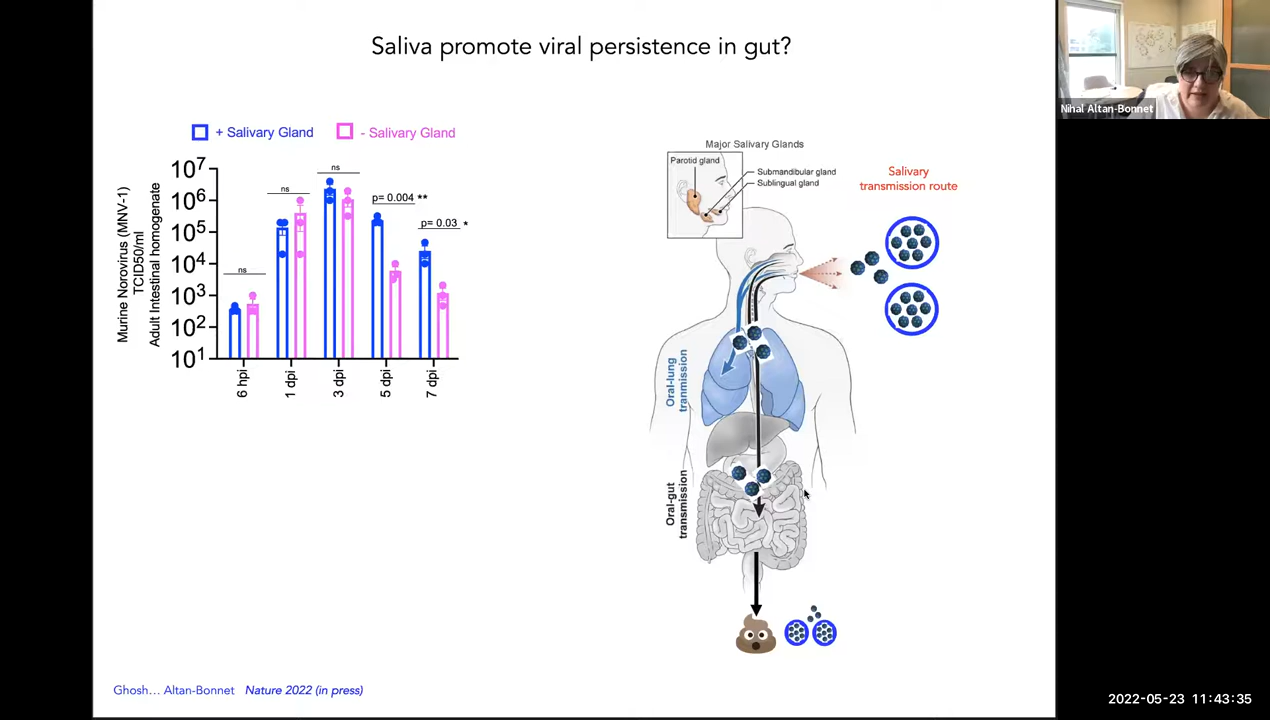 Saliva promote viral persistence in gut?
Nihal Altan-Bonnet
+ Salivary Gland
- Salivary Gland
Murine Norovirus (MNV-1)
TCID50/ml
Adult Intestinal homogenate
10⁷
10⁶
10⁵
10⁴
10³
10²
10¹
ns
ns
ns
p= 0.004 **
p= 0.03 *
6 hpi
1 dpi
3 dpi
5 dpi
7 dpi
Major Salivary Glands
Parotid gland
Submandibular gland
Sublingual gland
Salivary
transmission route
Oral-lung
tranmission
Oral-gut
transmission
Ghosh... Altan-Bonnet Nature 2022 (in press)
2022-05-23 11:43:35